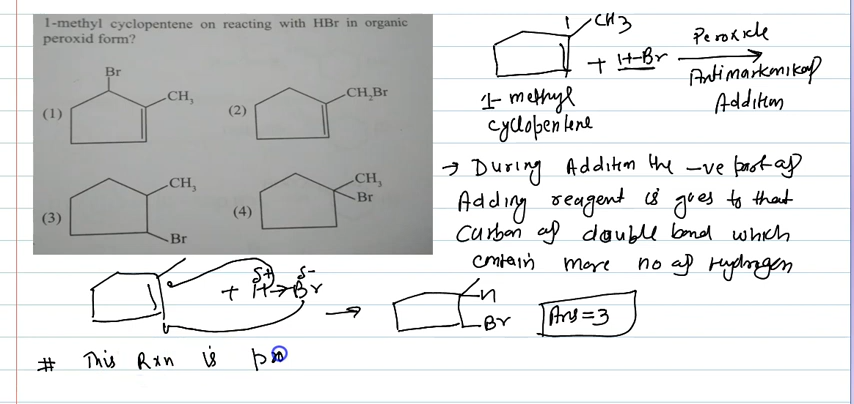 1-methyl cyclopentene on reacting with HBr in organic
peroxid form?
Br
(1)
CH₃
(2)
CH₂Br
(3)
CH₃
Br
(4)
CH₃
Br
CH3
+ H-Br
Peroxide
Antimarkonikof
Addition
1-methyl
cyclopentene
→ During Addition the -ve part of
Adding reagent is goes to that
Carbon of double bond which
contain more no of Hydrogen
δ+ δ-
+ H→Br →
H
Br
Ans=3
# This Rxn is